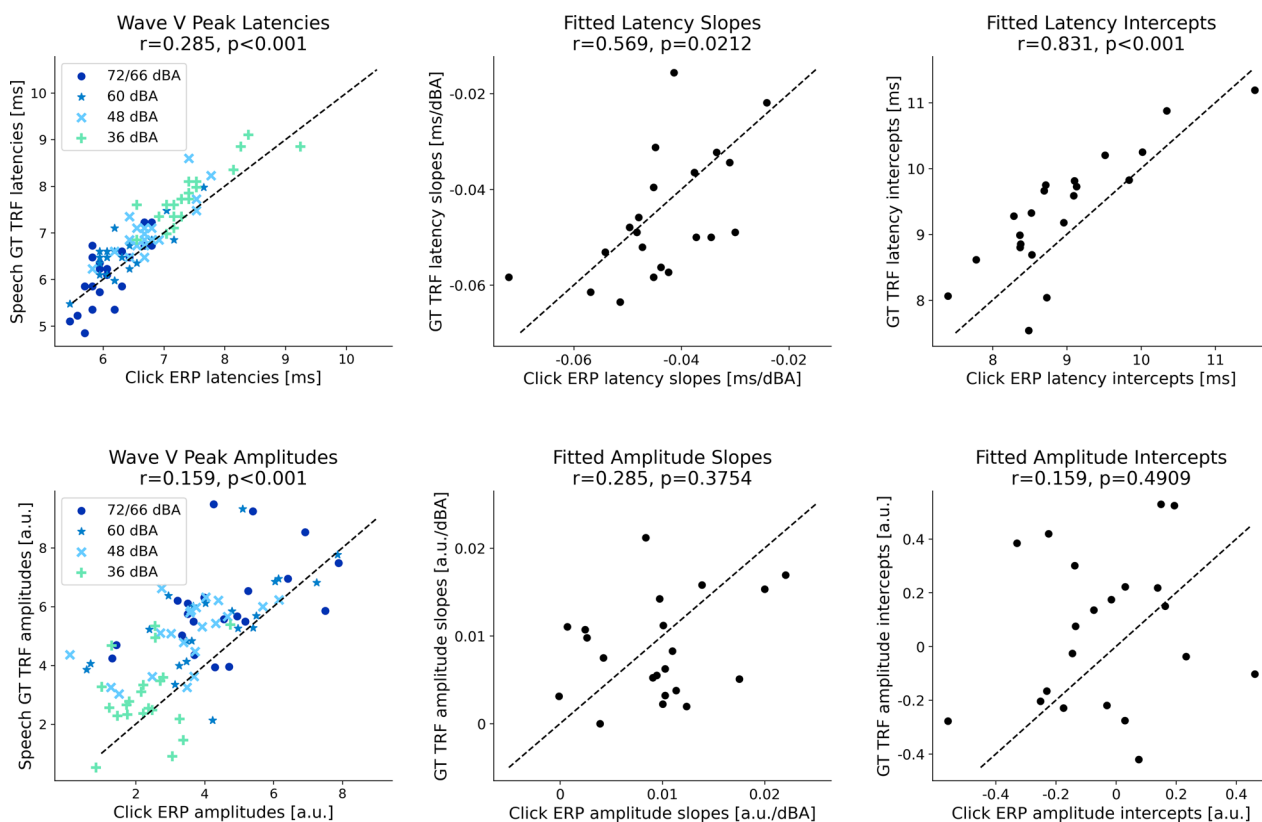 Wave V Peak Latencies
r=0.285, p<0.001
Speech GT TRF latencies [ms]
10
9
8
7
6
5
72/66 dBA
60 dBA
48 dBA
36 dBA
6 7 8 9 10
Click ERP latencies [ms]
Fitted Latency Slopes
r=0.569, p=0.0212
GT TRF latency slopes [ms/dBA]
-0.02
-0.04
-0.06
-0.06 -0.04 -0.02
Click ERP latency slopes [ms/dBA]
Fitted Latency Intercepts
r=0.831, p<0.001
GT TRF latency intercepts [ms]
11
10
9
8
8 9 10 11
Click ERP latency intercepts [ms]
Wave V Peak Amplitudes
r=0.159, p<0.001
Speech GT TRF amplitudes [a.u.]
8
6
4
2
72/66 dBA
60 dBA
48 dBA
36 dBA
2 4 6 8
Click ERP amplitudes [a.u.]
Fitted Amplitude Slopes
r=0.285, p=0.3754
GT TRF amplitude slopes [a.u./dBA]
0.02
0.01
0
0 0.01 0.02
Click ERP amplitude slopes [a.u./dBA]
Fitted Amplitude Intercepts
r=0.159, p=0.4909
GT TRF amplitude intercepts [a.u.]
0.4
0.2
0
-0.2
-0.4
-0.4 -0.2 0 0.2 0.4
Click ERP amplitude intercepts [a.u.]